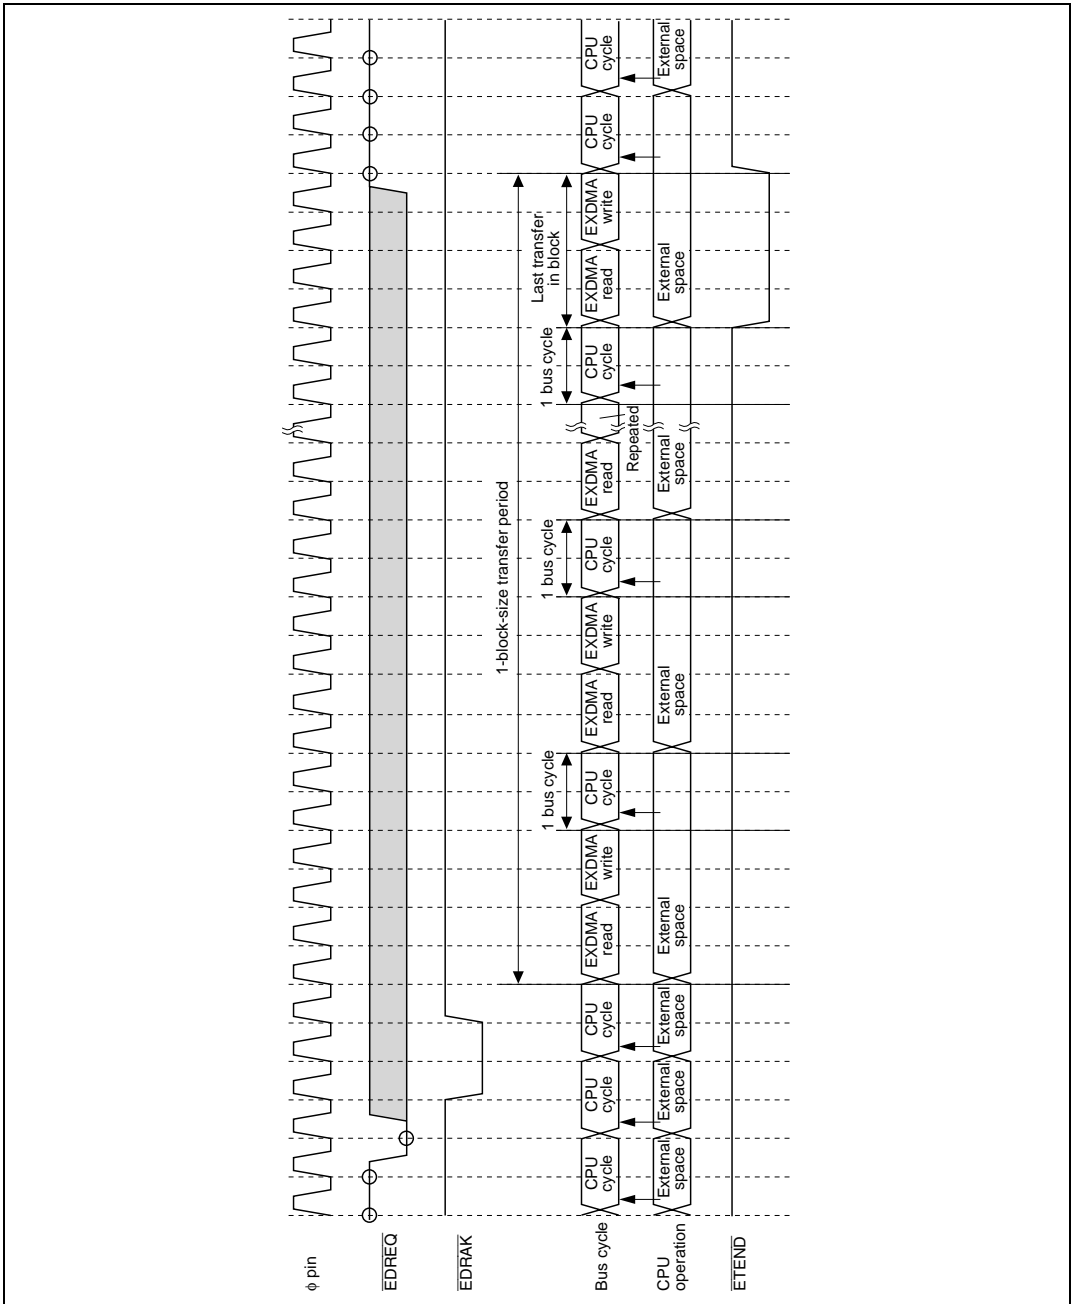 φ pin
EDREQ
EDRAK
1-block-size transfer period
1 bus cycle
1 bus cycle
1 bus cycle
Last transfer
in block
Bus cycle
CPU
cycle
CPU
cycle
CPU
cycle
EXDMA
read
EXDMA
write
CPU
cycle
EXDMA
read
EXDMA
write
CPU
cycle
EXDMA
read
Repeated
CPU
cycle
EXDMA
read
EXDMA
write
CPU
cycle
CPU
cycle
CPU
operation
External
space
External
space
External
space
External
space
External
space
External
space
External
space
External
space
ETEND